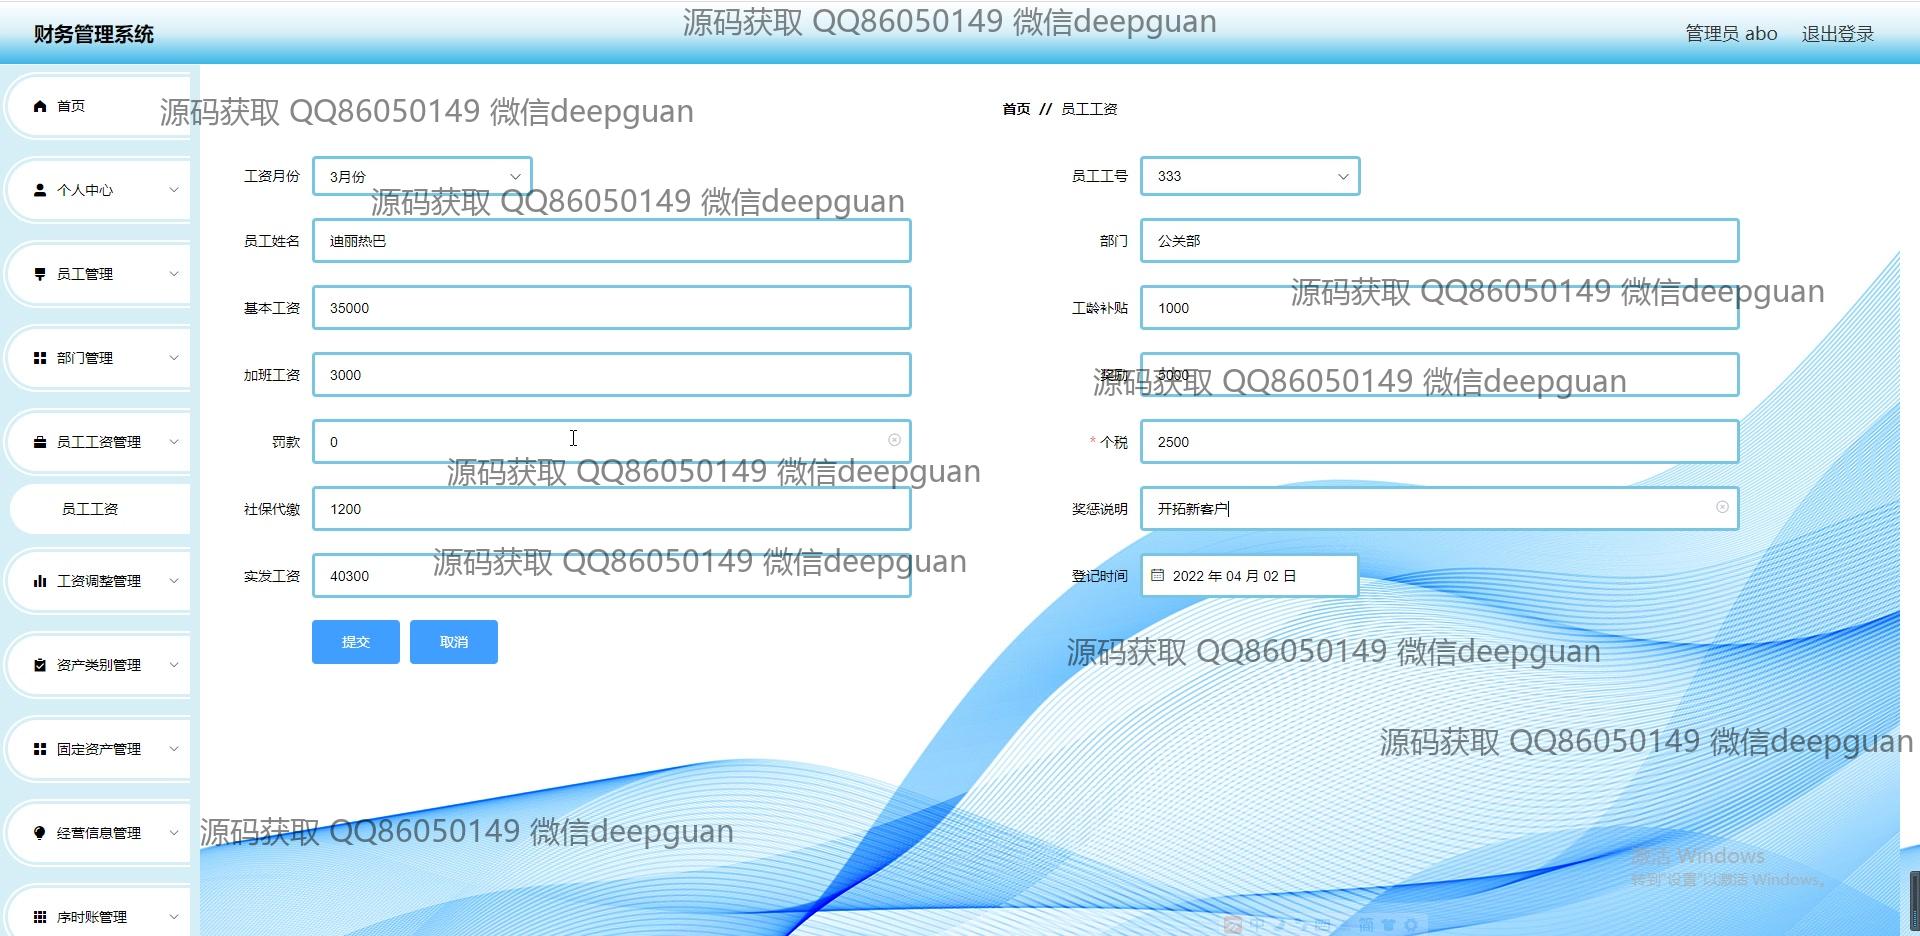 源码获取 QQ86050149 微信deepguan
财务管理系统
管理员 abo 退出登录
首页
源码获取 QQ86050149 微信deepguan
首页 // 员工工资
个人中心
工资月份 3月份
员工工号 333
源码获取 QQ86050149 微信deepguan
员工姓名 迪丽热巴
部门 公关部
员工管理
源码获取 QQ86050149 微信deepguan
基本工资 35000
工龄补贴 1000
部门管理
加班工资 3000
奖励 5000
源码获取 QQ86050149 微信deepguan
员工工资管理
罚款 0
* 个税 2500
源码获取 QQ86050149 微信deepguan
员工工资
社保代缴 1200
奖惩说明 开拓新客户
源码获取 QQ86050149 微信deepguan
工资调整管理
实发工资 40300
登记时间 2022 年 04 月 02 日
提交 取消
源码获取 QQ86050149 微信deepguan
资产类别管理
固定资产管理
源码获取 QQ86050149 微信deepguan
经营信息管理
源码获取 QQ86050149 微信deepguan
激活 Windows
转到"设置"以激活 Windows。
序时账管理
中 简